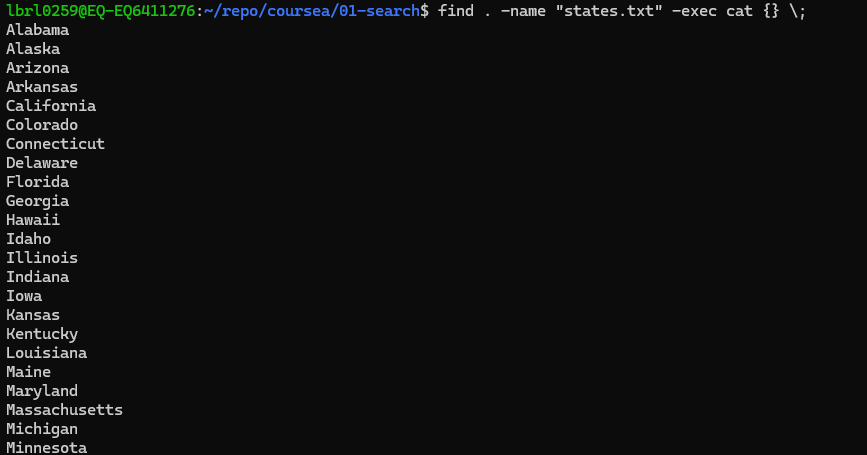 lbrl0259@EQ-EQ6411276:~/repo/coursea/01-search$ find . -name "states.txt" -exec cat {} \;
Alabama
Alaska
Arizona
Arkansas
California
Colorado
Connecticut
Delaware
Florida
Georgia
Hawaii
Idaho
Illinois
Indiana
Iowa
Kansas
Kentucky
Louisiana
Maine
Maryland
Massachusetts
Michigan
Minnesota